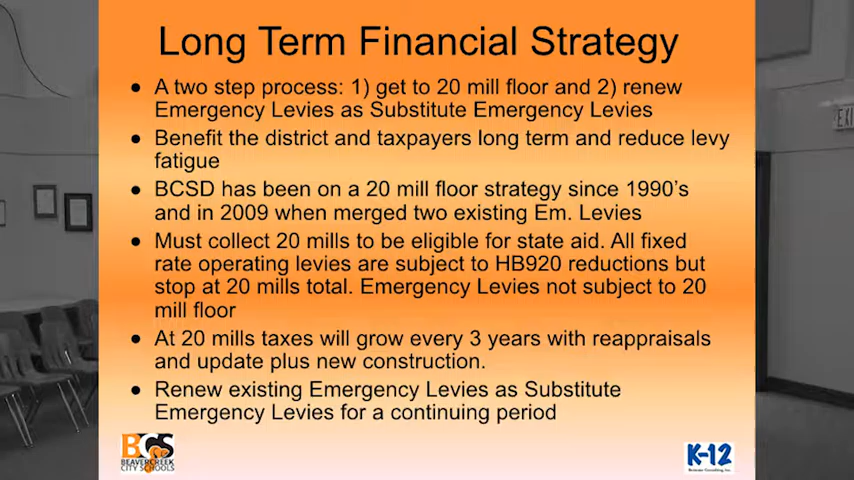 Long Term Financial Strategy
• A two step process: 1) get to 20 mill floor and 2) renew
Emergency Levies as Substitute Emergency Levies
• Benefit the district and taxpayers long term and reduce levy
fatigue
• BCSD has been on a 20 mill floor strategy since 1990's
and in 2009 when merged two existing Em. Levies
• Must collect 20 mills to be eligible for state aid. All fixed
rate operating levies are subject to HB920 reductions but
stop at 20 mills total. Emergency Levies not subject to 20
mill floor
• At 20 mills taxes will grow every 3 years with reappraisals
and update plus new construction.
• Renew existing Emergency Levies as Substitute
Emergency Levies for a continuing period
BCS
BEAVERCREEK
CITY SCHOOLS
K-12
EXI